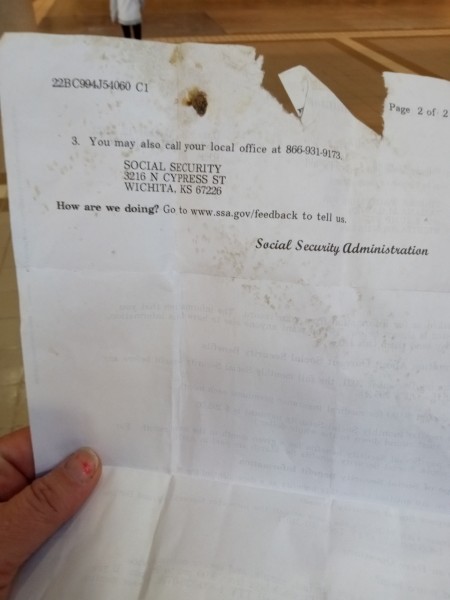 22BC994J54060 C1
Page 2 of 2
3. You may also call your local office at 866-931-9173.
SOCIAL SECURITY
3216 N CYPRESS ST
WICHITA, KS 67226
How are we doing? Go to www.ssa.gov/feedback to tell us.
Social Security Administration